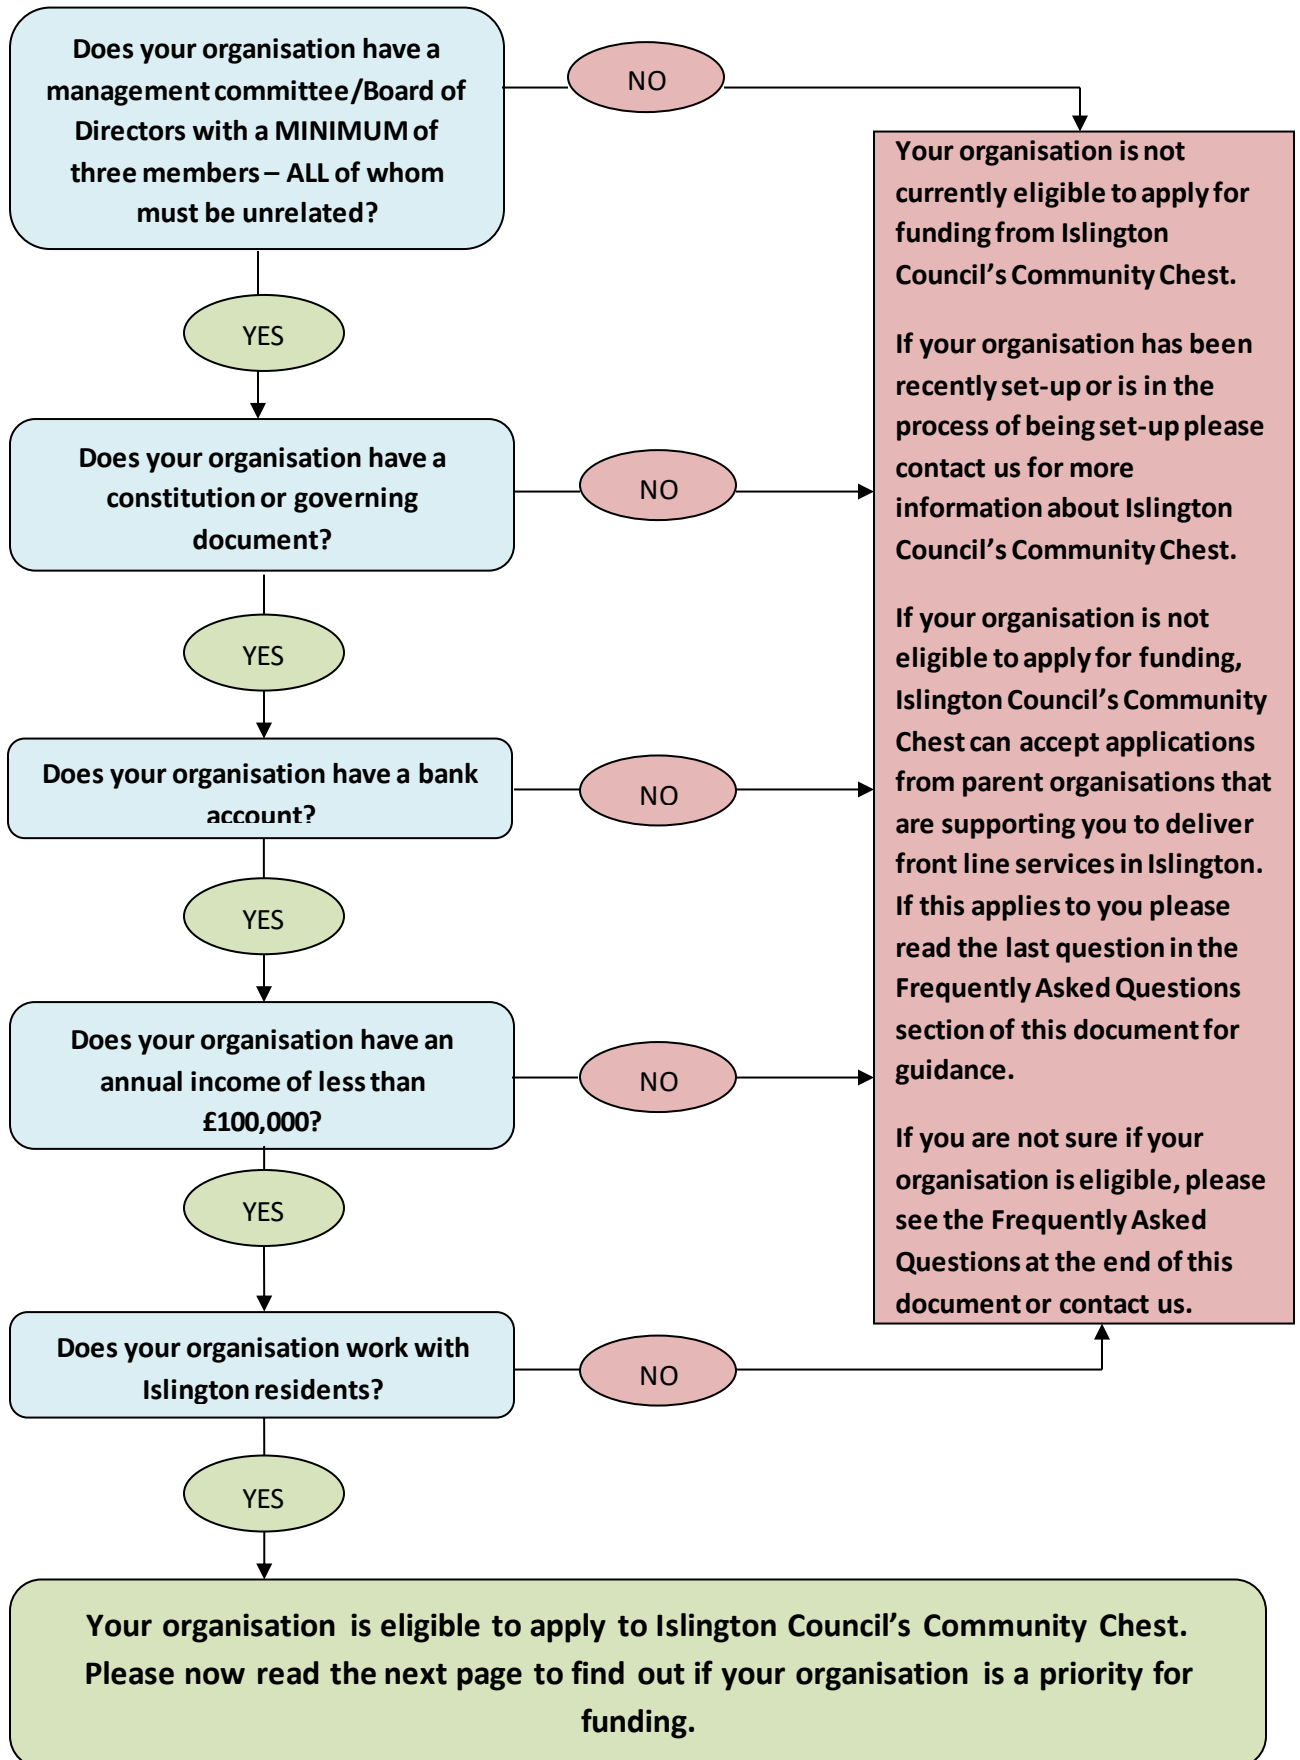 Does your organisation have a
management committee/Board of
Directors with a MINIMUM of
three members – ALL of whom
must be unrelated?
NO
YES
Your organisation is not
currently eligible to apply for
funding from Islington
Council's Community Chest.
If your organisation has been
recently set-up or is in the
process of being set-up please
contact us for more
information about Islington
Council's Community Chest.
If your organisation is not
eligible to apply for funding,
Islington Council's Community
Chest can accept applications
from parent organisations that
are supporting you to deliver
front line services in Islington.
If this applies to you please
read the last question in the
Frequently Asked Questions
section of this document for
guidance.
If you are not sure if your
organisation is eligible, please
see the Frequently Asked
Questions at the end of this
document or contact us.
Does your organisation have a
constitution or governing
document?
NO
YES
Does your organisation have a bank
account?
NO
YES
Does your organisation have an
annual income of less than
£100,000?
NO
YES
Does your organisation work with
Islington residents?
NO
YES
Your organisation is eligible to apply to Islington Council's Community Chest.
Please now read the next page to find out if your organisation is a priority for
funding.